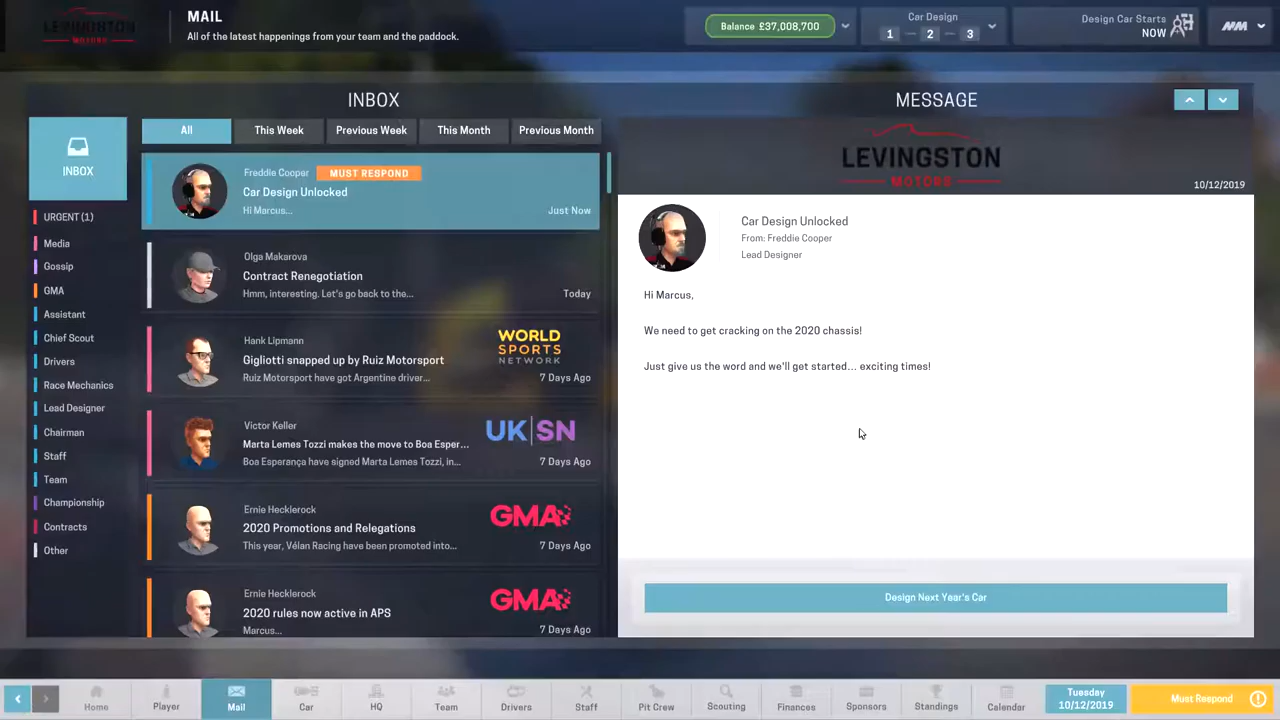 LEVINGSTON
MOTORS
MAIL
All of the latest happenings from your team and the paddock.
Balance £37,008,700
Car Design
1 - 2 - 3
Design Car Starts
NOW
INBOX
MESSAGE
INBOX
URGENT (1)
Media
Gossip
GMA
Assistant
Chief Scout
Drivers
Race Mechanics
Lead Designer
Chairman
Staff
Team
Championship
Contracts
Other
All
This Week
Previous Week
This Month
Previous Month
Freddie Cooper
MUST RESPOND
Car Design Unlocked
Hi Marcus...
Just Now
Olga Makarova
Contract Renegotiation
Hmm, interesting. Let's go back to the...
Today
Hank Lipmann
Gigliotti snapped up by Ruiz Motorsport
Ruiz Motorsport have got Argentine driver...
WORLD
SPORTS
NETWORK
7 Days Ago
Victor Keller
Marta Lemes Tozzi makes the move to Boa Esper...
Boa Esperança have signed Marta Lemes Tozzi, in...
UK|SN
7 Days Ago
Ernie Hecklerock
2020 Promotions and Relegations
This year, Vélan Racing have been promoted into...
GMA
7 Days Ago
Ernie Hecklerock
2020 rules now active in APS
Marcus...
GMA
7 Days Ago
LEVINGSTON
MOTORS
10/12/2019
Car Design Unlocked
From: Freddie Cooper
Lead Designer
Hi Marcus,
We need to get cracking on the 2020 chassis!
Just give us the word and we'll get started... exciting times!
Design Next Year's Car
Home
Player
Mail
Car
HQ
Team
Drivers
Staff
Pit Crew
Scouting
Finances
Sponsors
Standings
Calendar
Tuesday
10/12/2019
Must Respond